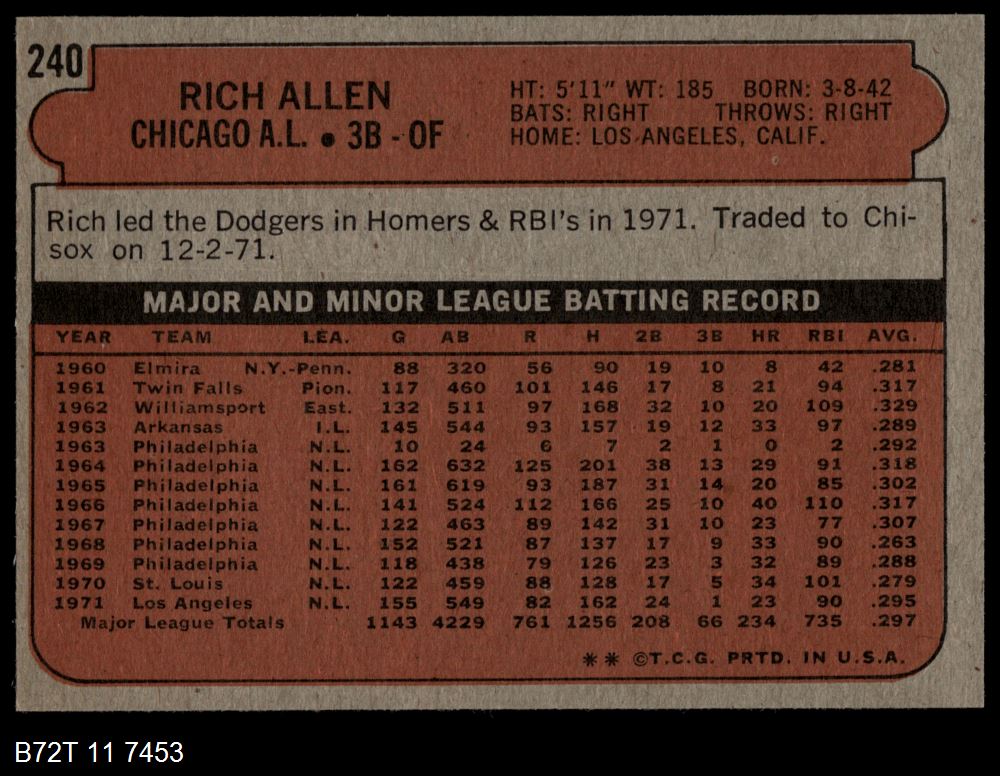 240
RICH ALLEN
CHICAGO A.L. • 3B - OF
HT: 5'11" WT: 185 BORN: 3-8-42
BATS: RIGHT THROWS: RIGHT
HOME: LOS ANGELES, CALIF.
Rich led the Dodgers in Homers & RBI's in 1971. Traded to Chi-
sox on 12-2-71.
MAJOR AND MINOR LEAGUE BATTING RECORD
YEAR TEAM LEA. G AB R H 2B 3B HR RBI AVG.
1960 Elmira N.Y.-Penn. 88 320 56 90 19 10 8 42 .281
1961 Twin Falls Pion. 117 460 101 146 17 8 21 94 .317
1962 Williamsport East. 132 511 97 168 32 10 20 109 .329
1963 Arkansas I.L. 145 544 93 157 19 12 33 97 .289
1963 Philadelphia N.L. 10 24 6 7 2 1 0 2 .292
1964 Philadelphia N.L. 162 632 125 201 38 13 29 91 .318
1965 Philadelphia N.L. 161 619 93 187 31 14 20 85 .302
1966 Philadelphia N.L. 141 524 112 166 25 10 40 110 .317
1967 Philadelphia N.L. 122 463 89 142 31 10 23 77 .307
1968 Philadelphia N.L. 152 521 87 137 17 9 33 90 .263
1969 Philadelphia N.L. 118 438 79 126 23 3 32 89 .288
1970 St. Louis N.L. 122 459 88 128 17 5 34 101 .279
1971 Los Angeles N.L. 155 549 82 162 24 1 23 90 .295
Major League Totals 1143 4229 761 1256 208 66 234 735 .297
** ©T.C.G. PRTD. IN U.S.A.
B72T 11 7453